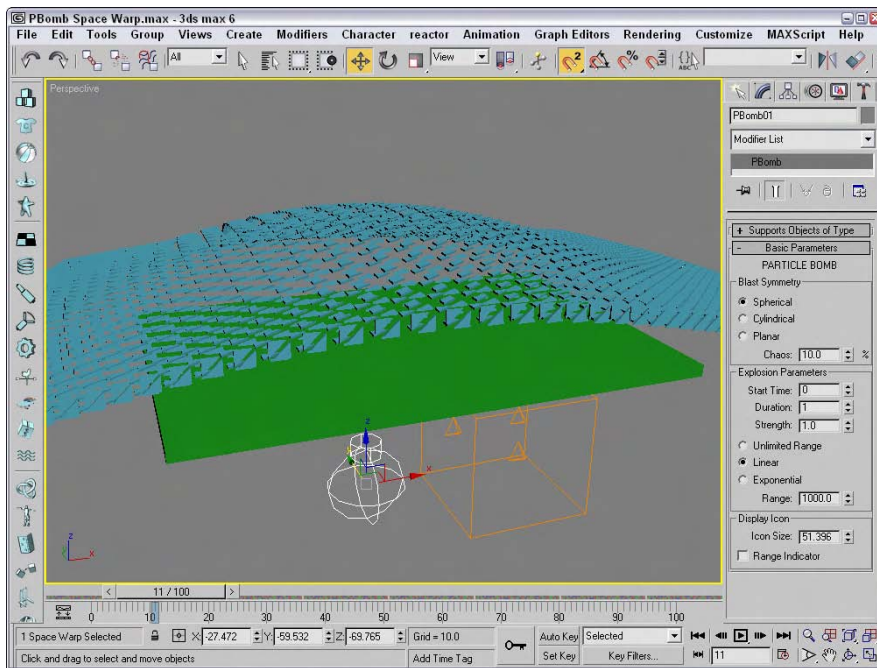 PBomb Space Warp.max - 3ds max 6
File Edit Tools Group Views Create Modifiers Character reactor Animation Graph Editors Rendering Customize MAXScript Help
All View
Perspective
PBomb01
Modifier List
PBomb
+ Supports Objects of Type
- Basic Parameters
PARTICLE BOMB
Blast Symmetry
Spherical
Cylindrical
Planar
Chaos: 10.0 %
Explosion Parameters
Start Time: 0
Duration: 1
Strength: 1.0
Unlimited Range
Linear
Exponential
Range: 1000.0
Display Icon
Icon Size: 51.396
Range Indicator
z
x
z
y x
< 11 / 100 >
0 10 20 30 40 50 60 70 80 90 100
1 Space Warp Selected X: -27.472 Y: -59.532 Z: -69.765 Grid = 10.0 Auto Key Selected
Click and drag to select and move objects Add Time Tag Set Key Key Filters... 11